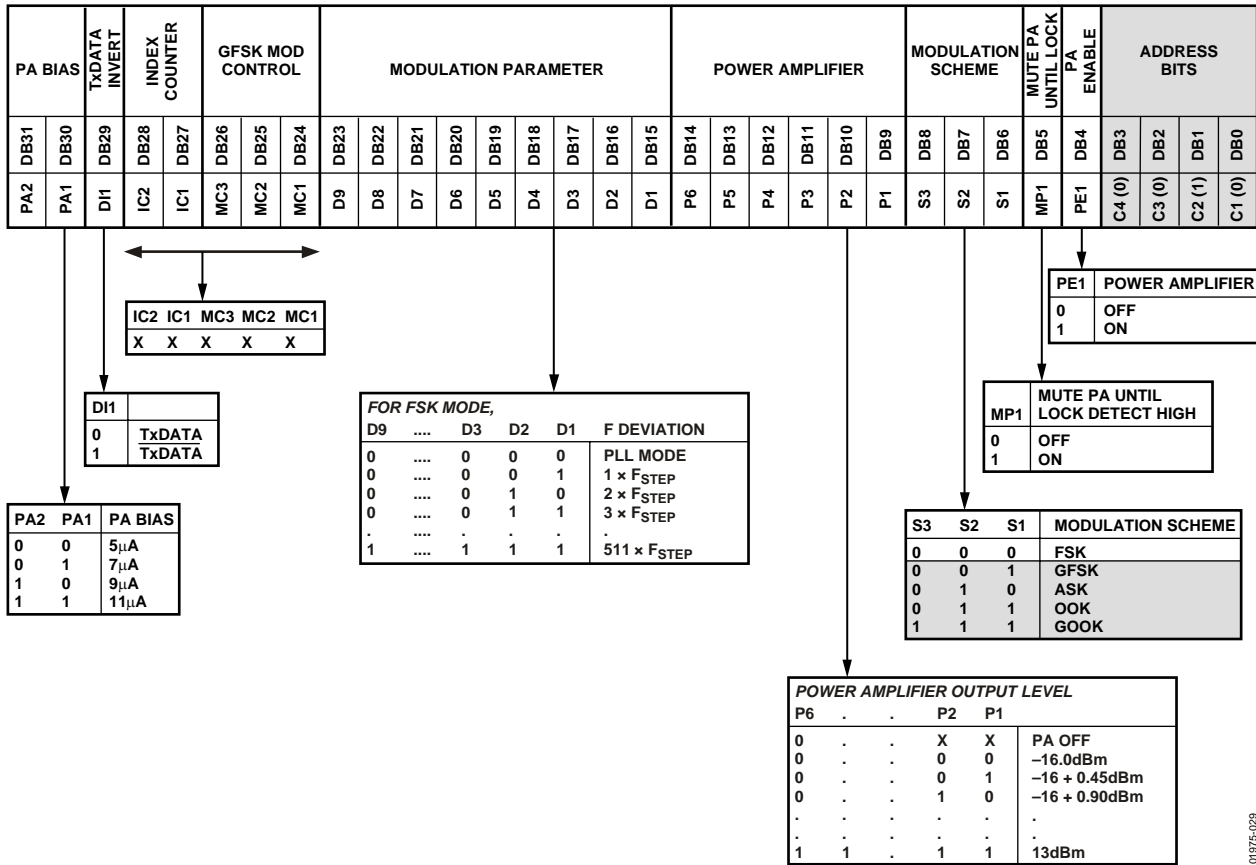 PA BIAS TxDATA INVERT INDEX COUNTER GFSK MOD CONTROL MODULATION PARAMETER POWER AMPLIFIER MODULATION SCHEME MUTE PA UNTIL LOCK PA ENABLE ADDRESS BITS
DB31 DB30 DB29 DB28 DB27 DB26 DB25 DB24 DB23 DB22 DB21 DB20 DB19 DB18 DB17 DB16 DB15 DB14 DB13 DB12 DB11 DB10 DB9 DB8 DB7 DB6 DB5 DB4 DB3 DB2 DB1 DB0
PA2 PA1 DI1 IC2 IC1 MC3 MC2 MC1 D9 D8 D7 D6 D5 D4 D3 D2 D1 P6 P5 P4 P3 P2 P1 S3 S2 S1 MP1 PE1 C4 (0) C3 (0) C2 (1) C1 (0)
PE1 POWER AMPLIFIER
0 OFF
1 ON
IC2 IC1 MC3 MC2 MC1
X X X X X
MUTE PA UNTIL
MP1 LOCK DETECT HIGH
0 OFF
1 ON
DI1
0 TxDATA
1 TxDATA
FOR FSK MODE,
D9 .... D3 D2 D1 F DEVIATION
0 .... 0 0 0 PLL MODE
0 .... 0 0 1 1 × FSTEP
0 .... 0 1 0 2 × FSTEP
0 .... 0 1 1 3 × FSTEP
. .... . . . .
1 .... 1 1 1 511 × FSTEP
PA2 PA1 PA BIAS
0 0 5µA
0 1 7µA
1 0 9µA
1 1 11µA
S3 S2 S1 MODULATION SCHEME
0 0 0 FSK
0 0 1 GFSK
0 1 0 ASK
0 1 1 OOK
1 1 1 GOOK
POWER AMPLIFIER OUTPUT LEVEL
P6 . . P2 P1
0 . . X X PA OFF
0 . . 0 0 –16.0dBm
0 . . 0 1 –16 + 0.45dBm
0 . . 1 0 –16 + 0.90dBm
. . . . . .
. . . . . .
1 1 . 1 1 13dBm
01975-029